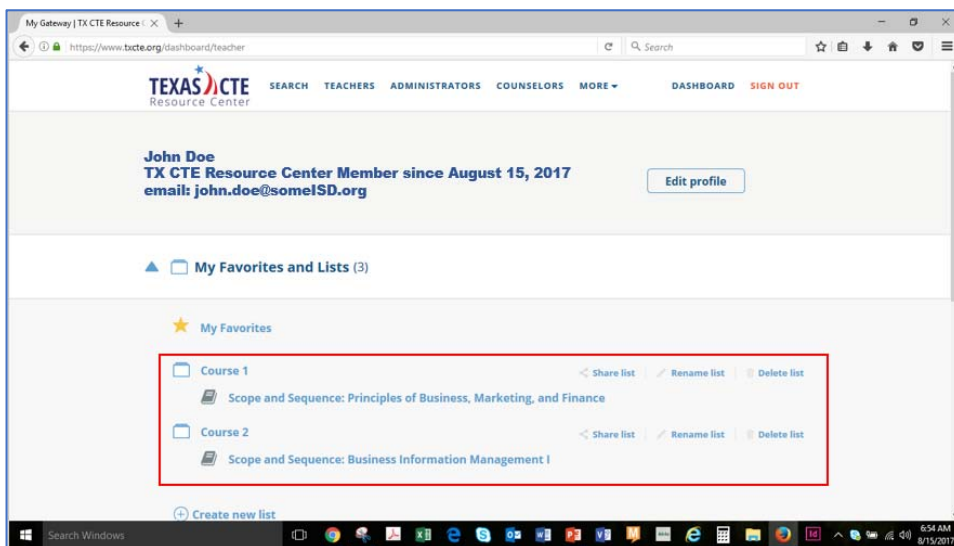 My Gateway | TX CTE Resource C
https://www.txcte.org/dashboard/teacher
Search
TEXAS CTE
Resource Center
SEARCH TEACHERS ADMINISTRATORS COUNSELORS MORE DASHBOARD SIGN OUT
John Doe
TX CTE Resource Center Member since August 15, 2017
email: john.doe@someISD.org
Edit profile
My Favorites and Lists (3)
My Favorites
Course 1 Share list Rename list Delete list
Scope and Sequence: Principles of Business, Marketing, and Finance
Course 2 Share list Rename list Delete list
Scope and Sequence: Business Information Management I
Create new list
Search Windows
6:54 AM
8/15/2017